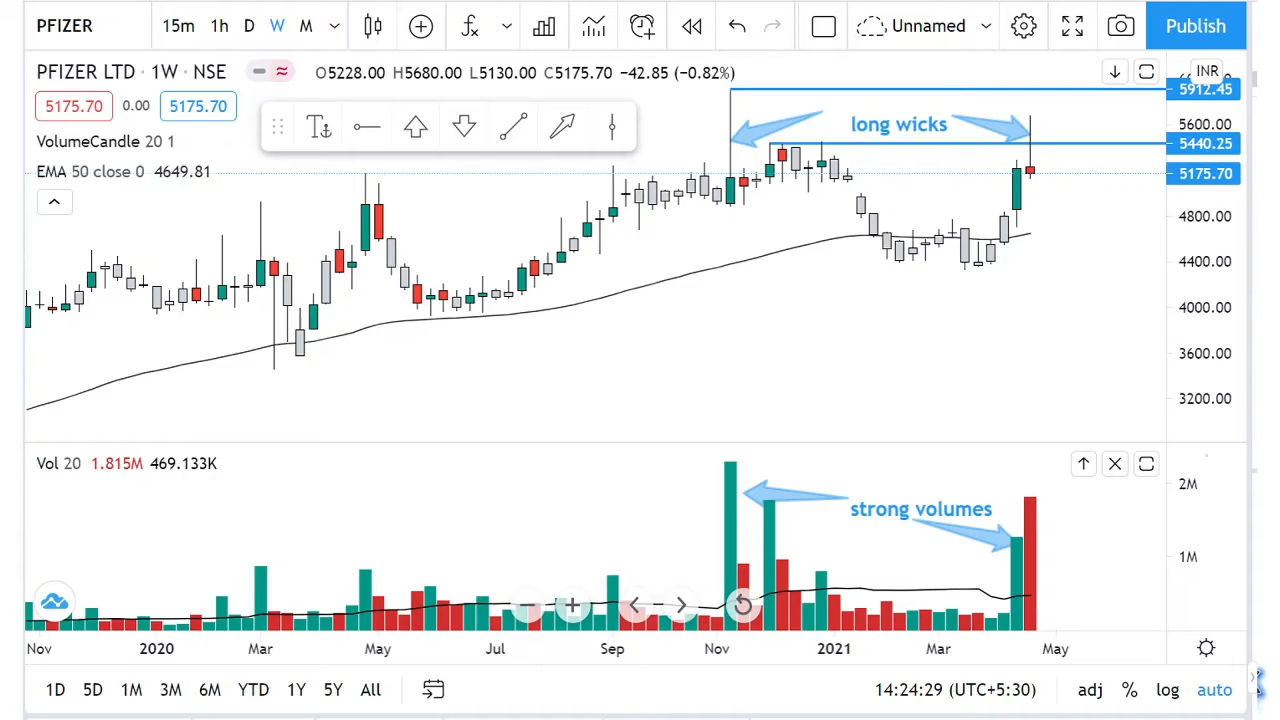 PFIZER 15m 1h D W M Unnamed Publish
PFIZER LTD · 1W · NSE O5228.00 H5680.00 L5130.00 C5175.70 −42.85 (−0.82%) INR
5175.70 0.00 5175.70
VolumeCandle 20 1
EMA 50 close 0 4649.81
long wicks
5912.45
5600.00
5440.25
5175.70
4800.00
4400.00
4000.00
3600.00
3200.00
Vol 20 1.815M 469.133K
strong volumes
2M
1M
Nov 2020 Mar May Jul Sep Nov 2021 Mar May
1D 5D 1M 3M 6M YTD 1Y 5Y All 14:24:29 (UTC+5:30) adj % log auto